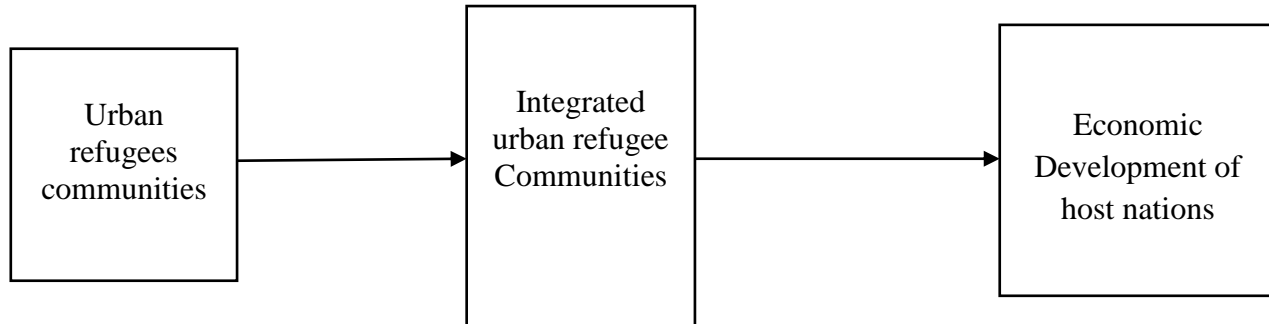 Urban
refugees
communities
Integrated
urban refugee
Communities
Economic
Development of
host nations